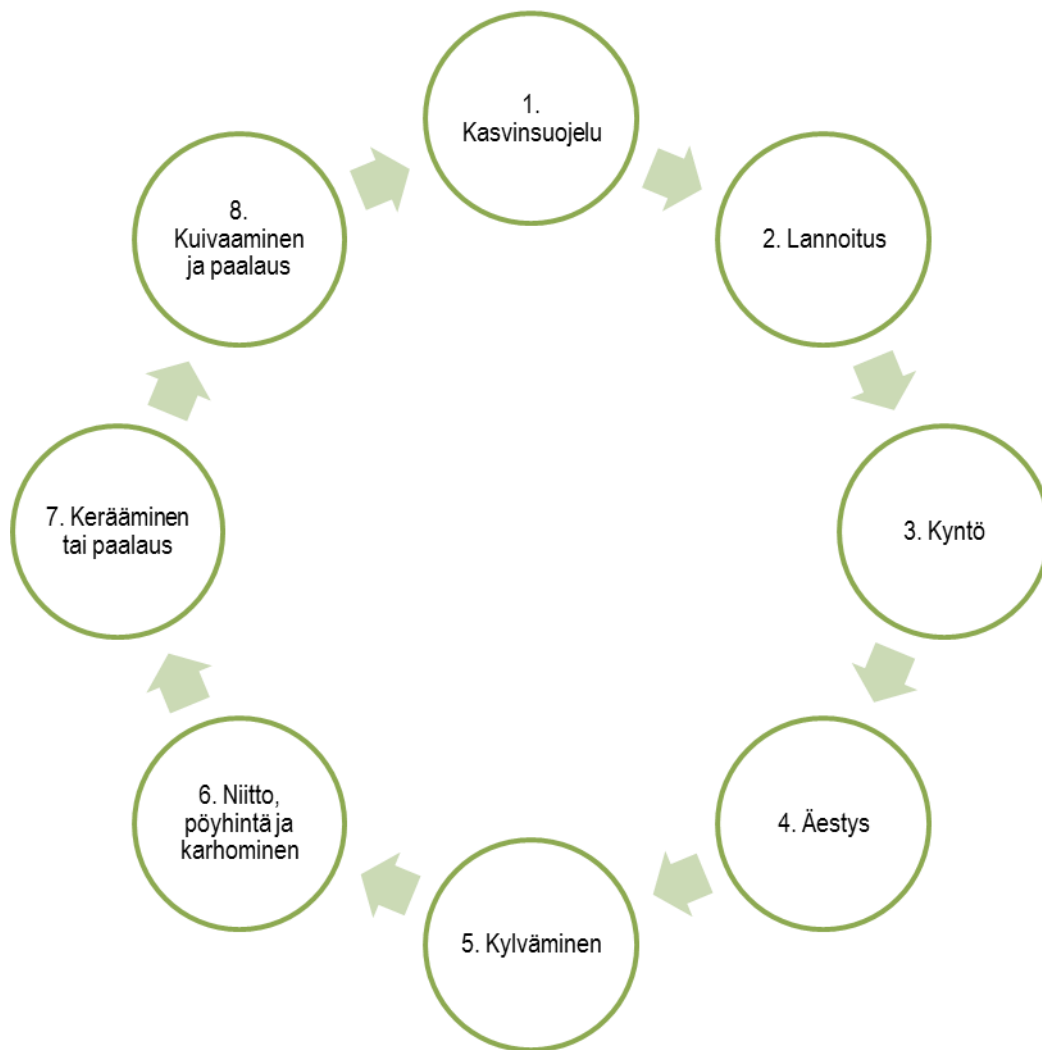 1.
Kasvinsuojelu
2. Lannoitus
3. Kyntö
4. Äestys
5. Kylväminen
6. Niitto,
pöyhintä ja
karhominen
7. Kerääminen
tai paalaus
8.
Kuivaaminen
ja paalaus